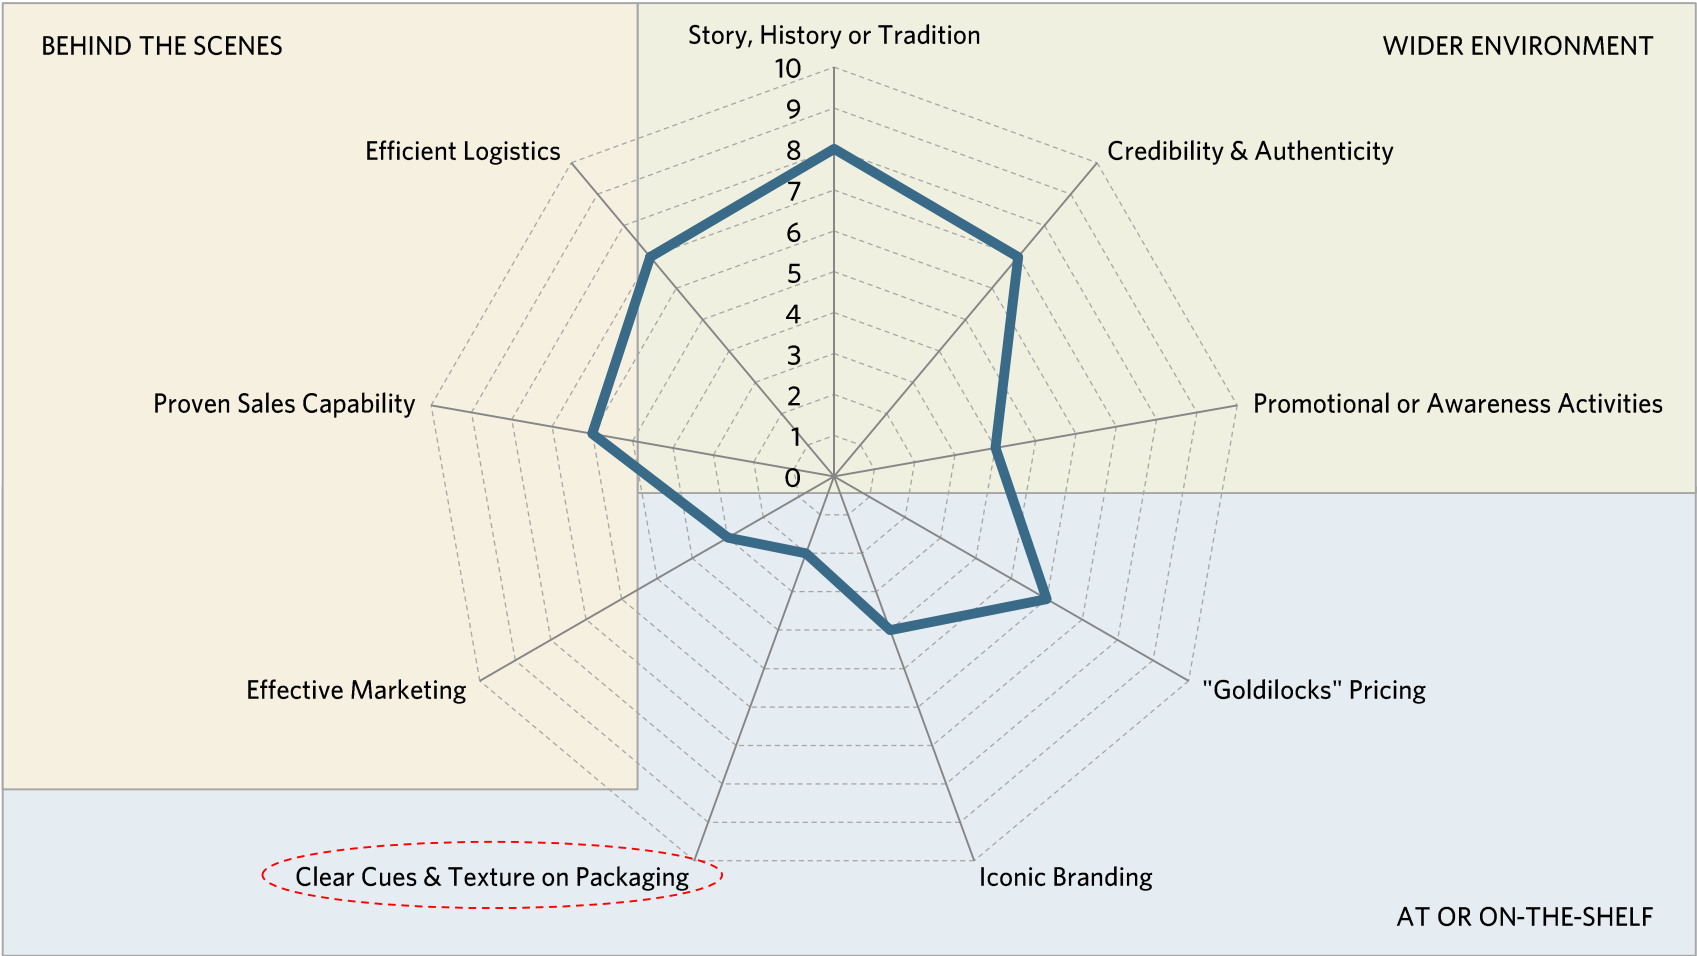 BEHIND THE SCENES
Story, History or Tradition
WIDER ENVIRONMENT
10
9
8
7
6
5
4
3
2
1
0
Efficient Logistics
Credibility & Authenticity
Proven Sales Capability
Promotional or Awareness Activities
Effective Marketing
"Goldilocks" Pricing
Clear Cues & Texture on Packaging
Iconic Branding
AT OR ON-THE-SHELF